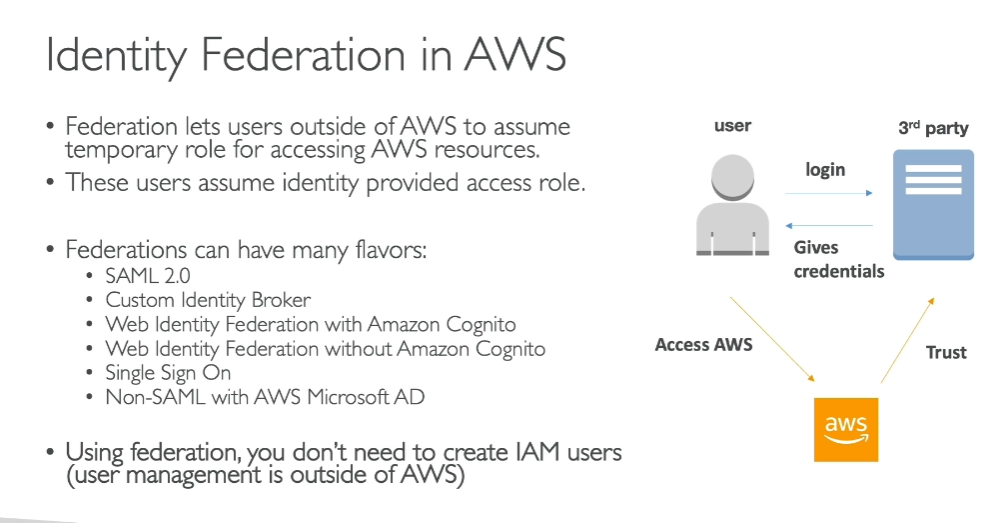 Identity Federation in AWS
• Federation lets users outside of AWS to assume
temporary role for accessing AWS resources.
• These users assume identity provided access role.
• Federations can have many flavors:
• SAML 2.0
• Custom Identity Broker
• Web Identity Federation with Amazon Cognito
• Web Identity Federation without Amazon Cognito
• Single Sign On
• Non-SAML with AWS Microsoft AD
• Using federation, you don't need to create IAM users
(user management is outside of AWS)
user
3rd party
login
Gives
credentials
Access AWS
Trust
aws